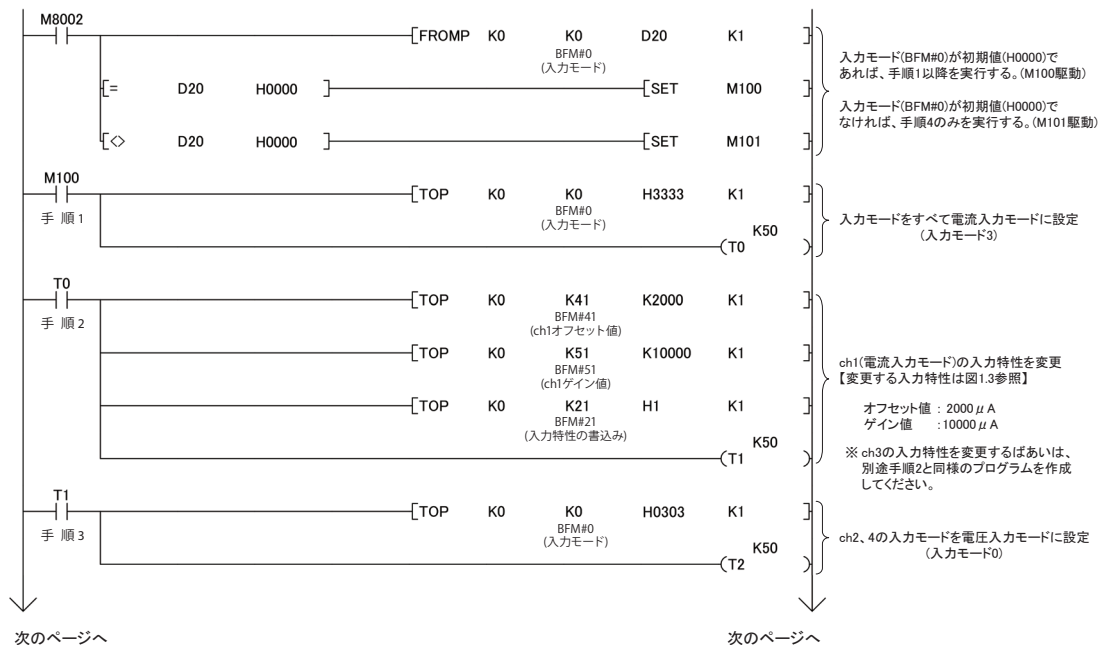 M8002
FROMP K0 K0 D20 K1
BFM#0
(入力モード)
= D20 H0000 SET M100
<> D20 H0000 SET M101
入力モード(BFM#0)が初期値(H0000)で
あれば、手順1以降を実行する。(M100駆動)
入力モード(BFM#0)が初期値(H0000)で
なければ、手順4のみを実行する。(M101駆動)
M100
手 順 1
TOP K0 K0 H3333 K1
BFM#0
(入力モード)
K50
T0
入力モードをすべて電流入力モードに設定
(入力モード3)
T0
手 順 2
TOP K0 K41 K2000 K1
BFM#41
(ch1オフセット値)
TOP K0 K51 K10000 K1
BFM#51
(ch1ゲイン値)
TOP K0 K21 H1 K1
BFM#21
(入力特性の書込み)
K50
T1
ch1(電流入力モード)の入力特性を変更
【変更する入力特性は図1.3参照】
オフセット値 : 2000μA
ゲイン値 :10000μA
※ ch3の入力特性を変更するばあいは、
別途手順2と同様のプログラムを作成
してください。
T1
手 順 3
TOP K0 K0 H0303 K1
BFM#0
(入力モード)
K50
T2
ch2、4の入力モードを電圧入力モードに設定
(入力モード0)
次のページへ
次のページへ